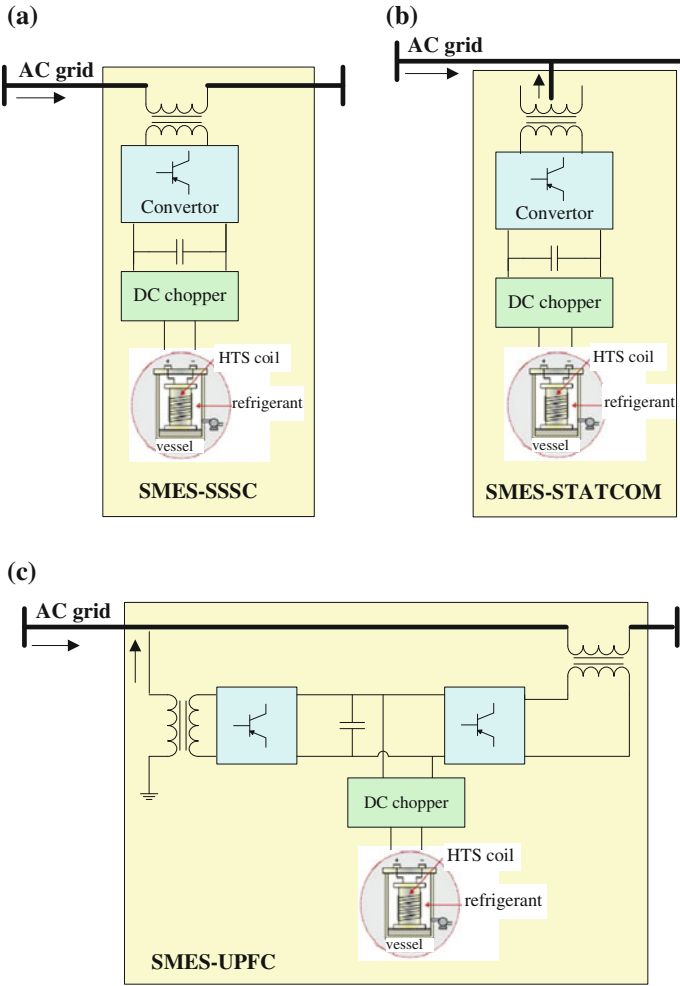 (a)
AC grid
Convertor
DC chopper
HTS coil
+ -
refrigerant
vessel
SMES-SSSC
(b)
AC grid
Convertor
DC chopper
HTS coil
+ -
refrigerant
vessel
SMES-STATCOM
(c)
AC grid
DC chopper
HTS coil
+ -
refrigerant
vessel
SMES-UPFC